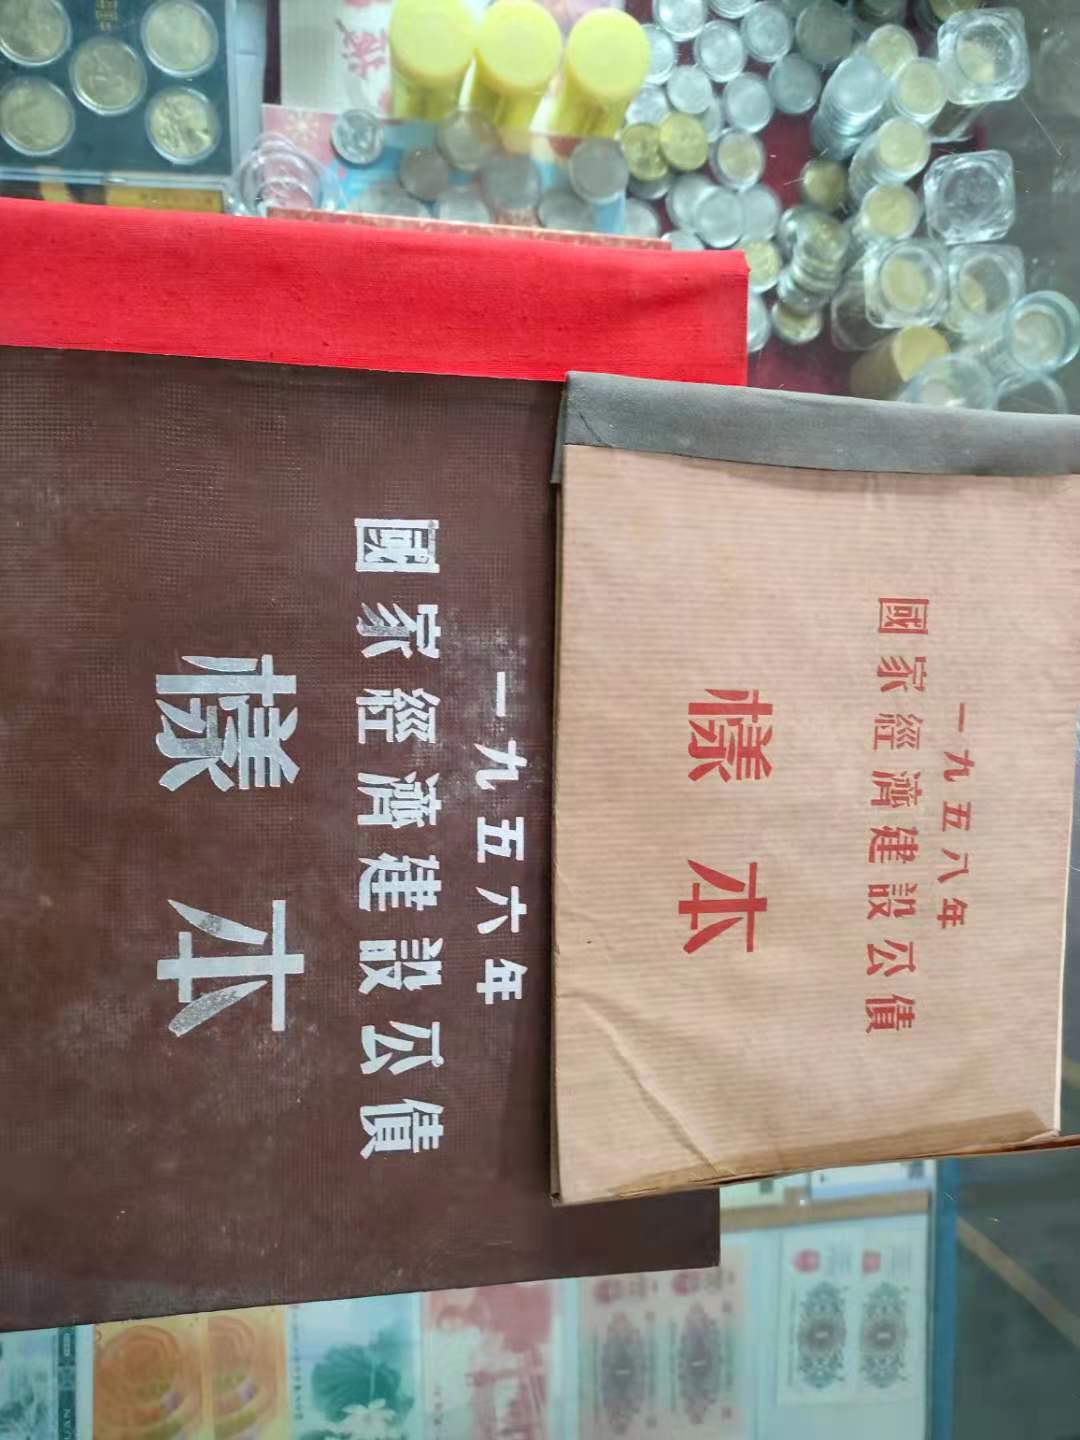 一九五六年
國家經濟建設公債
樣本
一九五八年
國家經濟建設公債
樣本